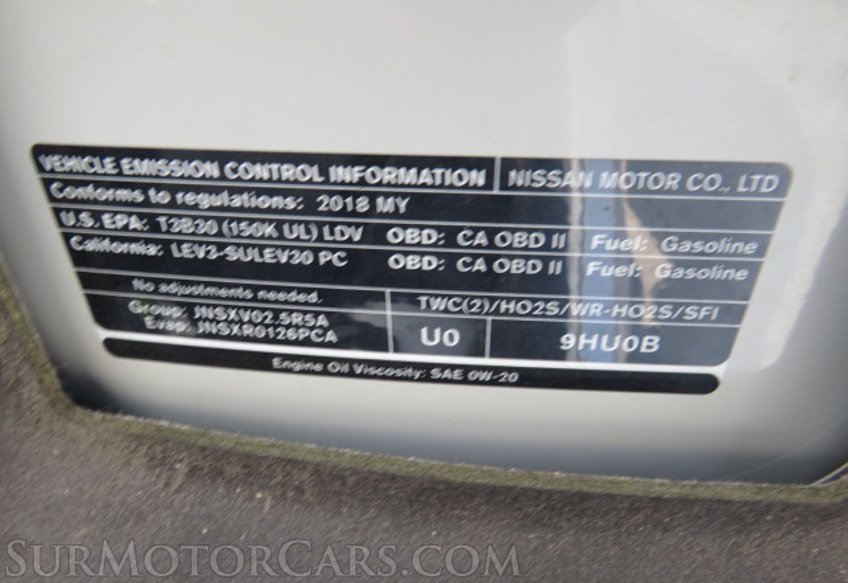 VEHICLE EMISSION CONTROL INFORMATION NISSAN MOTOR CO., LTD
Conforms to regulations: 2018 MY
U.S. EPA: T3B30 (150K UL) LDV OBD: CA OBD II Fuel: Gasoline
California: LEV3-SULEV30 PC OBD: CA OBD II Fuel: Gasoline
No adjustments needed. TWC(2)/HO2S/WR-HO2S/SFI
Group: JNSXV02.5R5A
Evap: JNSXR0126PCA
U0 9HU0B
Engine Oil Viscosity: SAE 0W-20
SurMotorCars.com